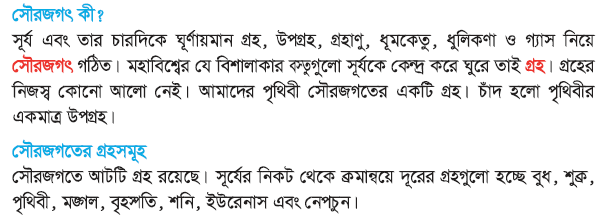 সৌরজগৎ কী?
সূর্য এবং তার চারদিকে ঘূর্ণায়মান গ্রহ, উপগ্রহ, গ্রহাণু, ধূমকেতু, ধুলিকণা ও গ্যাস নিয়ে
সৌরজগৎ গঠিত। মহাবিশ্বের যে বিশালাকার বস্তুগুলো সূর্যকে কেন্দ্র করে ঘুরে তাই গ্রহ। গ্রহের
নিজস্ব কোনো আলো নেই। আমাদের পৃথিবী সৌরজগতের একটি গ্রহ। চাঁদ হলো পৃথিবীর
একমাত্র উপগ্রহ।
সৌরজগতের গ্রহসমূহ
সৌরজগতে আটটি গ্রহ রয়েছে। সূর্যের নিকট থেকে ক্রমান্বয়ে দূরের গ্রহগুলো হচ্ছে বুধ, শুক্র,
পৃথিবী, মঙ্গল, বৃহস্পতি, শনি, ইউরেনাস এবং নেপচুন।